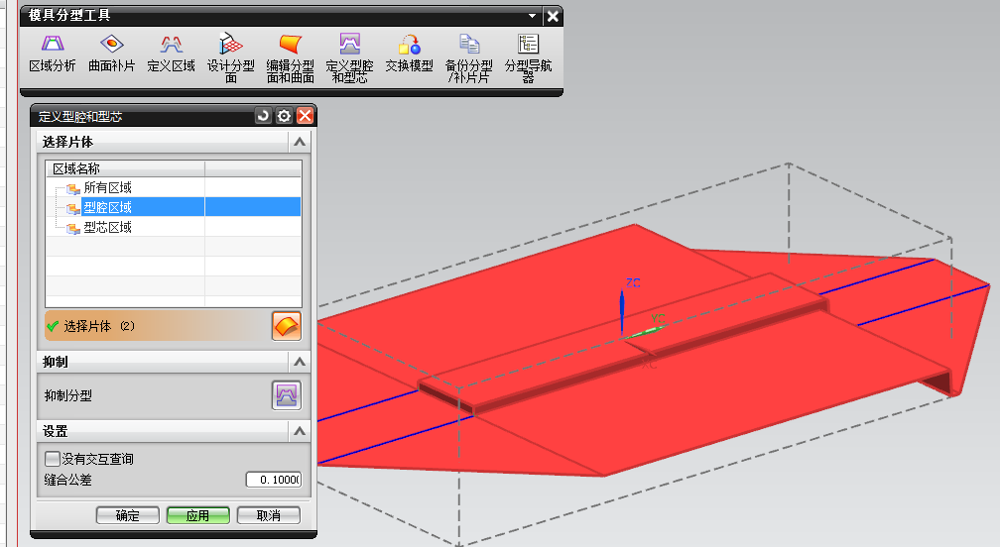 模具分型工具
区域分析
曲面补片
定义区域
设计分型面
编辑分型面和曲面
定义型腔和型芯
交换模型
备份分型/补片片
分型导航器
定义型腔和型芯
选择片体
区域名称
所有区域
型腔区域
型芯区域
选择片体 (2)
抑制
抑制分型
设置
没有交互查询
缝合公差
0.1000
确定
应用
取消
ZC
YC
XC